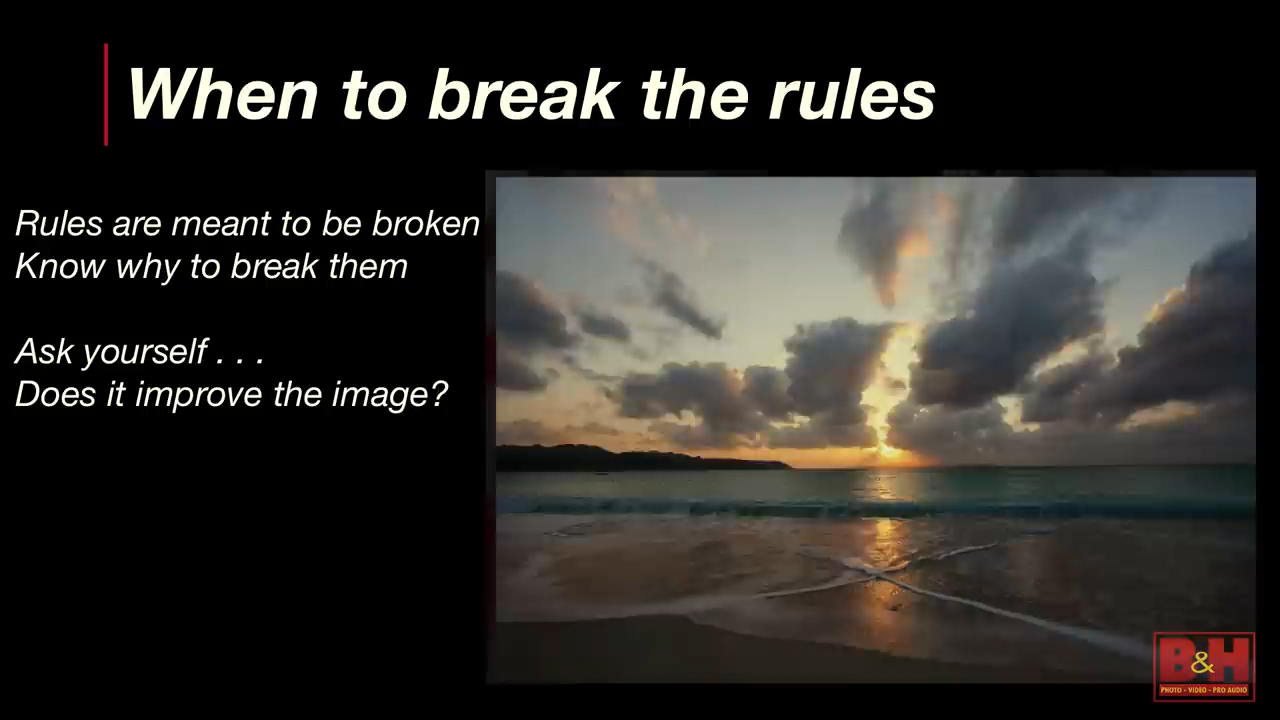 When to break the rules
Rules are meant to be broken
Know why to break them
Ask yourself . . .
Does it improve the image?
B&H
PHOTO - VIDEO - PRO AUDIO